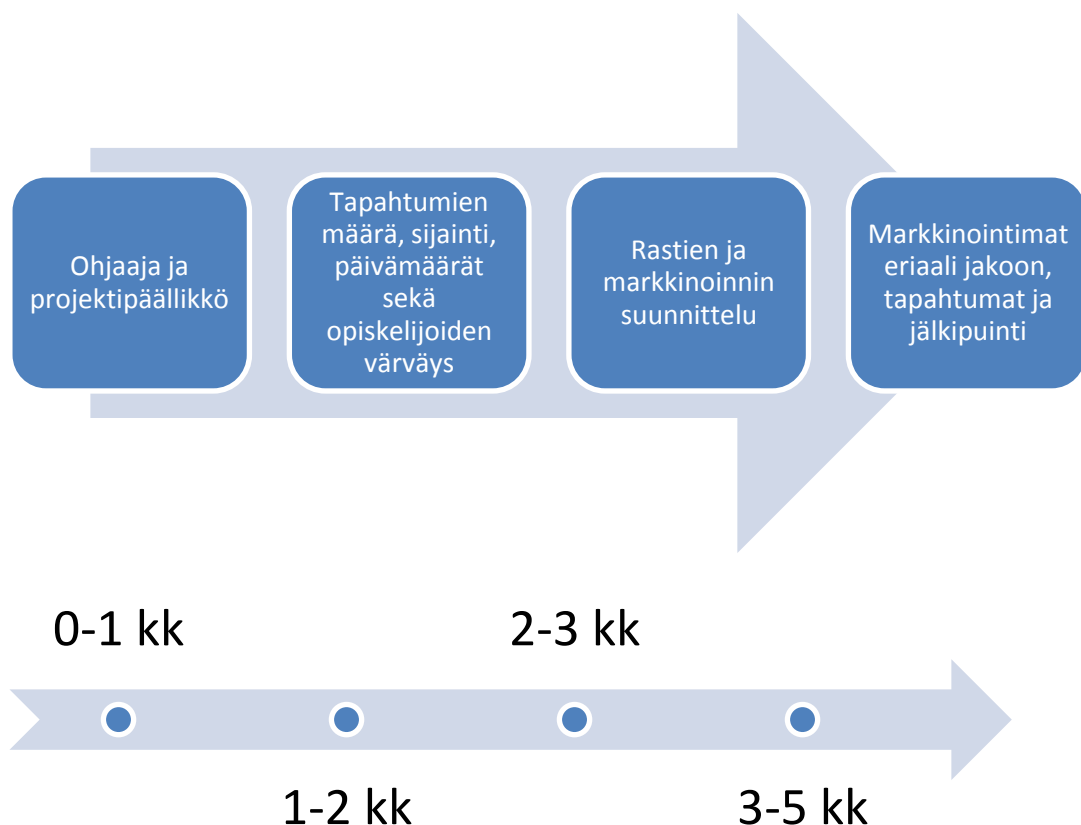 Ohjaaja ja
projektipäällikkö
Tapahtumien
määrä, sijainti,
päivämäärät
sekä
opiskelijoiden
värväys
Rastien ja
markkinoinnin
suunnittelu
Markkinointimat
eriaali jakoon,
tapahtumat ja
jälkipuinti
0-1 kk
1-2 kk
2-3 kk
3-5 kk